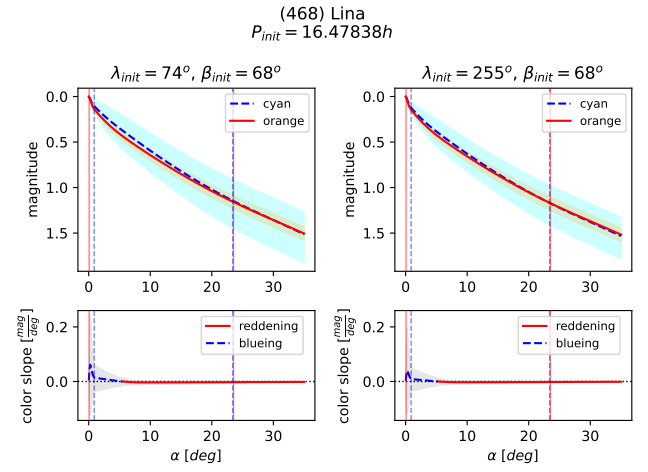 (468) Lina
P_init = 16.47838h
λ_init = 74°, β_init = 68°
λ_init = 255°, β_init = 68°
magnitude
0.0
0.5
1.0
1.5
cyan
orange
0
10
20
30
magnitude
0.0
0.5
1.0
1.5
cyan
orange
0
10
20
30
color slope [mag/deg]
0.2
0.0
reddening
blueing
0
10
20
30
α [deg]
color slope [mag/deg]
0.2
0.0
reddening
blueing
0
10
20
30
α [deg]